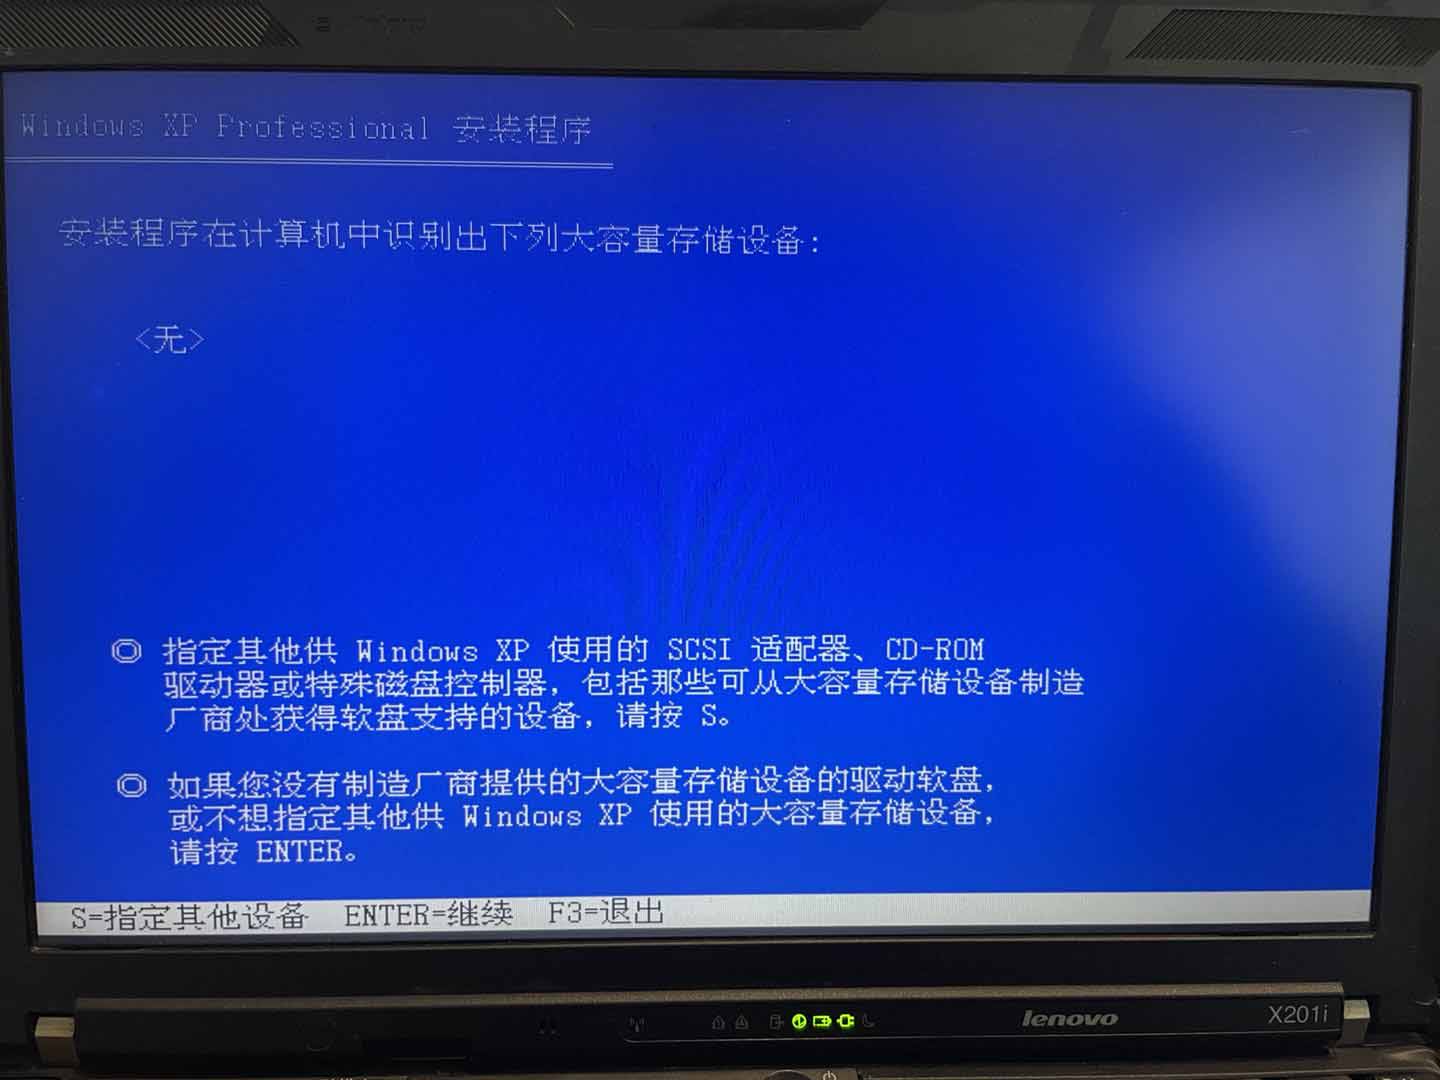 Windows XP Professional 安装程序
安装程序在计算机中识别出下列大容量存储设备:
<无>
◎ 指定其他供 Windows XP 使用的 SCSI 适配器、CD-ROM
驱动器或特殊磁盘控制器，包括那些可从大容量存储设备制造
厂商处获得软盘支持的设备，请按 S。
◎ 如果您没有制造厂商提供的大容量存储设备的驱动软盘，
或不想指定其他供 Windows XP 使用的大容量存储设备，
请按 ENTER。
S=指定其他设备 ENTER=继续 F3=退出
lenovo
X201i